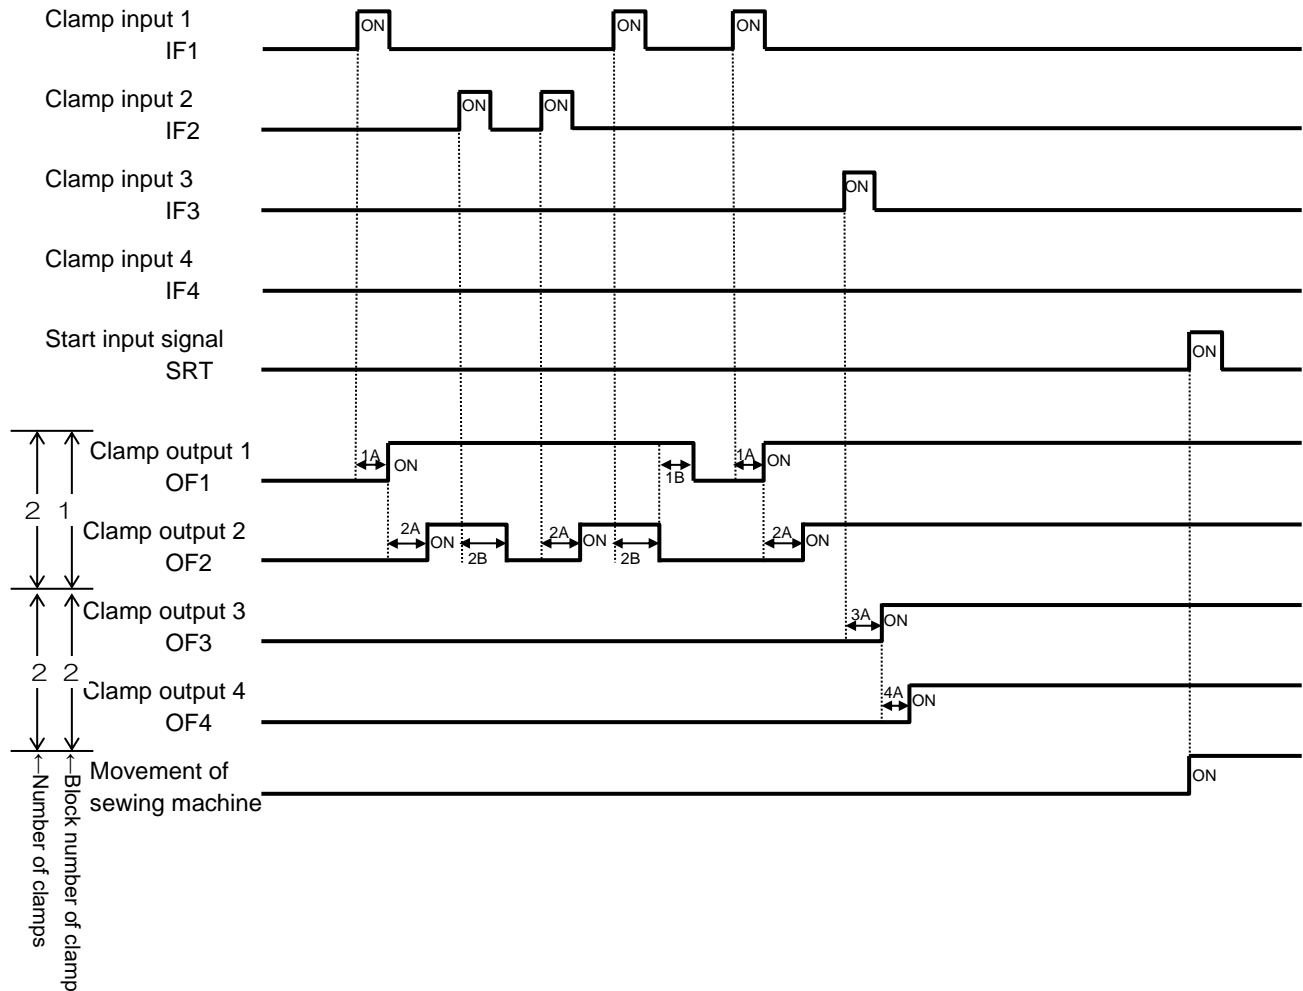 Clamp input 1
IF1
ON
ON
ON
Clamp input 2
IF2
ON
ON
Clamp input 3
IF3
ON
Clamp input 4
IF4
Start input signal
SRT
ON
Clamp output 1
OF1
1A
ON
1B
1A
ON
2 1
Clamp output 2
OF2
2A
ON
2B
2A
ON
2B
2A
ON
Clamp output 3
OF3
3A
ON
2 2
Clamp output 4
OF4
4A
ON
Movement of
sewing machine
ON
←Block number of clamp
←Number of clamps